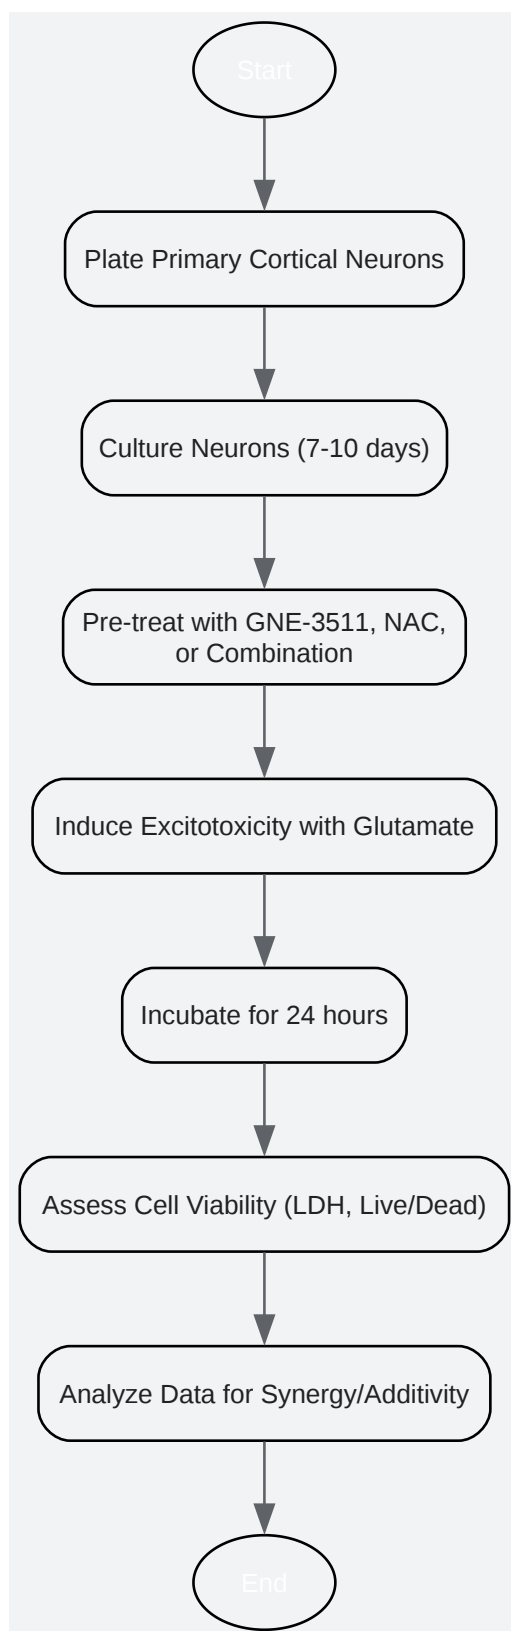 Start
Plate Primary Cortical Neurons
Culture Neurons (7-10 days)
Pre-treat with GNE-3511, NAC,
or Combination
Induce Excitotoxicity with Glutamate
Incubate for 24 hours
Assess Cell Viability (LDH, Live/Dead)
Analyze Data for Synergy/Additivity
End